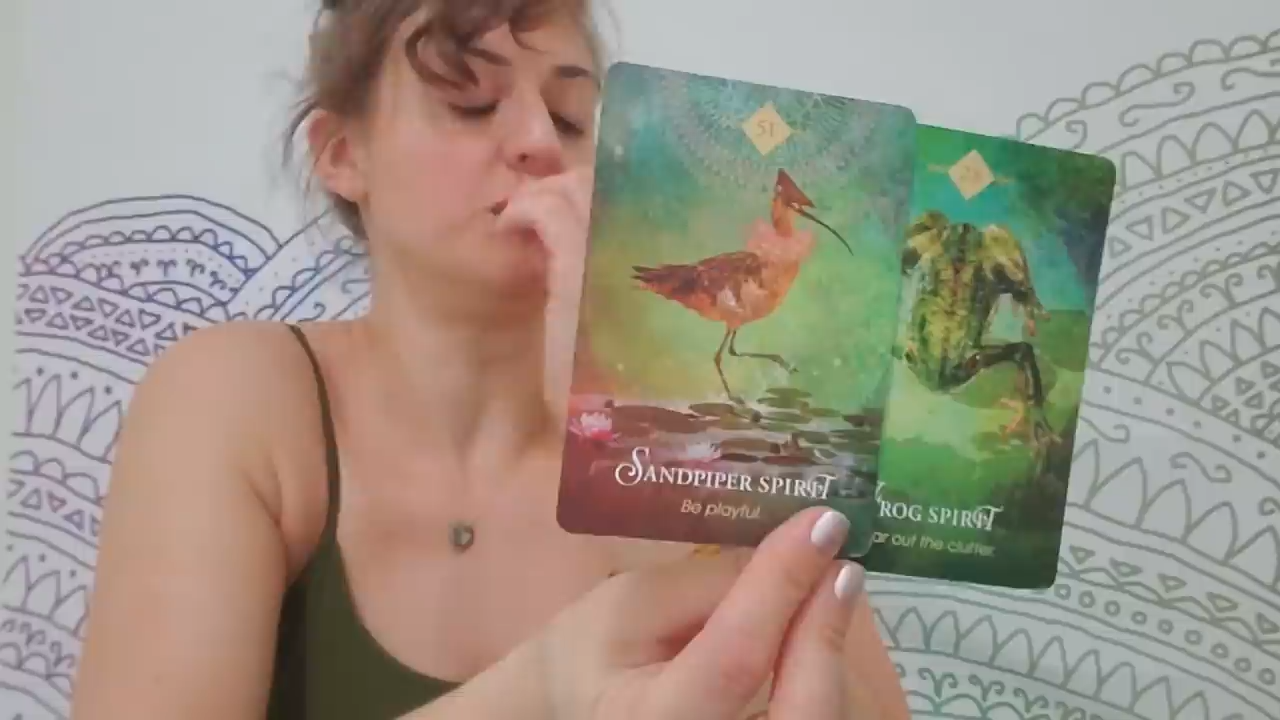 51
SANDPIPER SPIRIT
Be playful.
ROG SPIRIT
ar out the clutter.